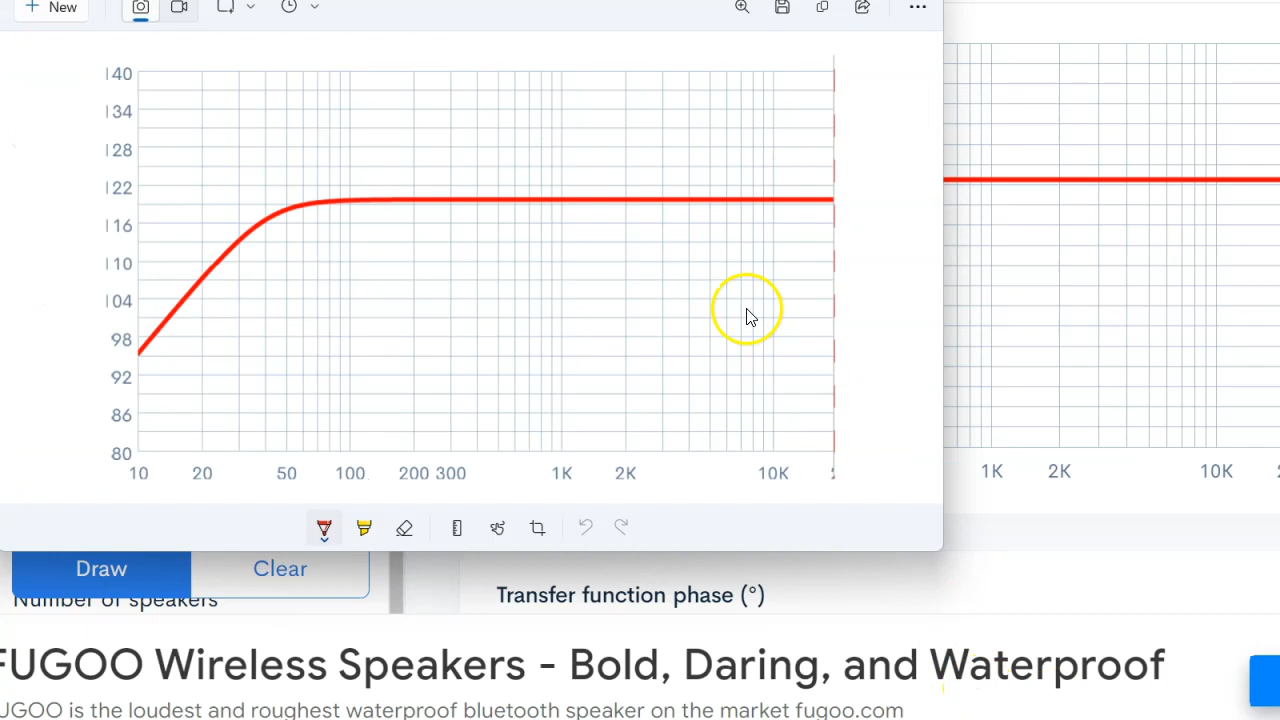 New
140
134
128
122
116
110
104
98
92
86
80
10 20 50 100 200 300 1K 2K 10K
1K 2K 10K
Draw
Clear
Number of speakers
Transfer function phase (°)
FUGOO Wireless Speakers - Bold, Daring, and Waterproof
UGOO is the loudest and roughest waterproof bluetooth speaker on the market fugoo.com